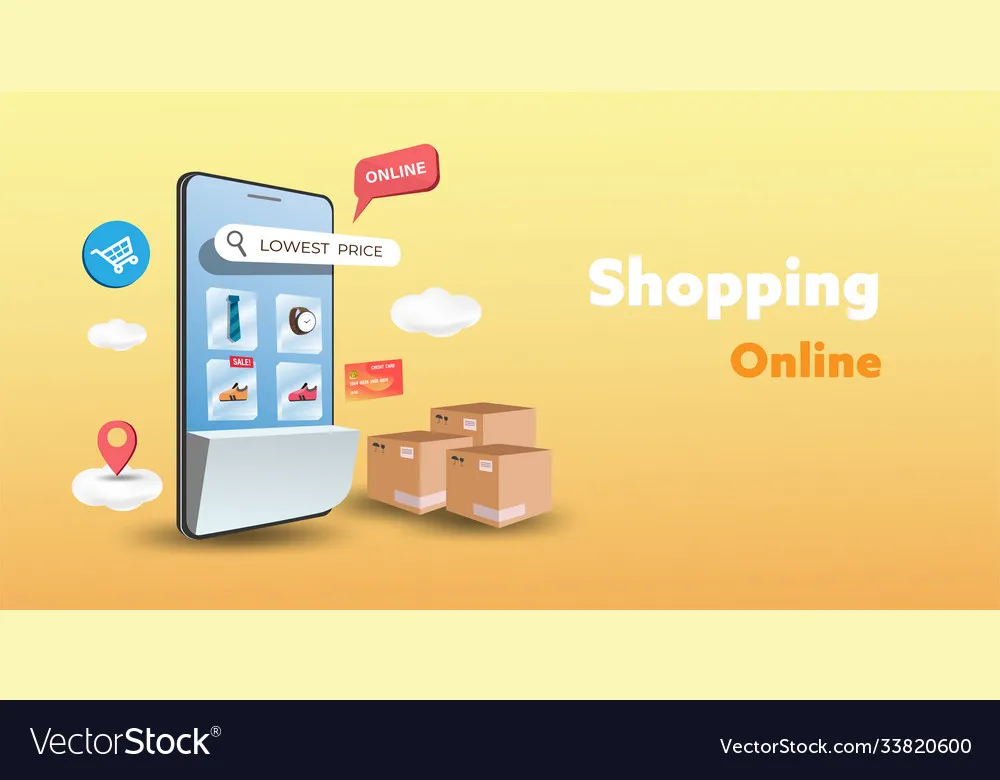 ONLINE
LOWEST PRICE
SALE!
CREDIT CARD
Shopping
Online
VectorStock®
VectorStock.com/33820600